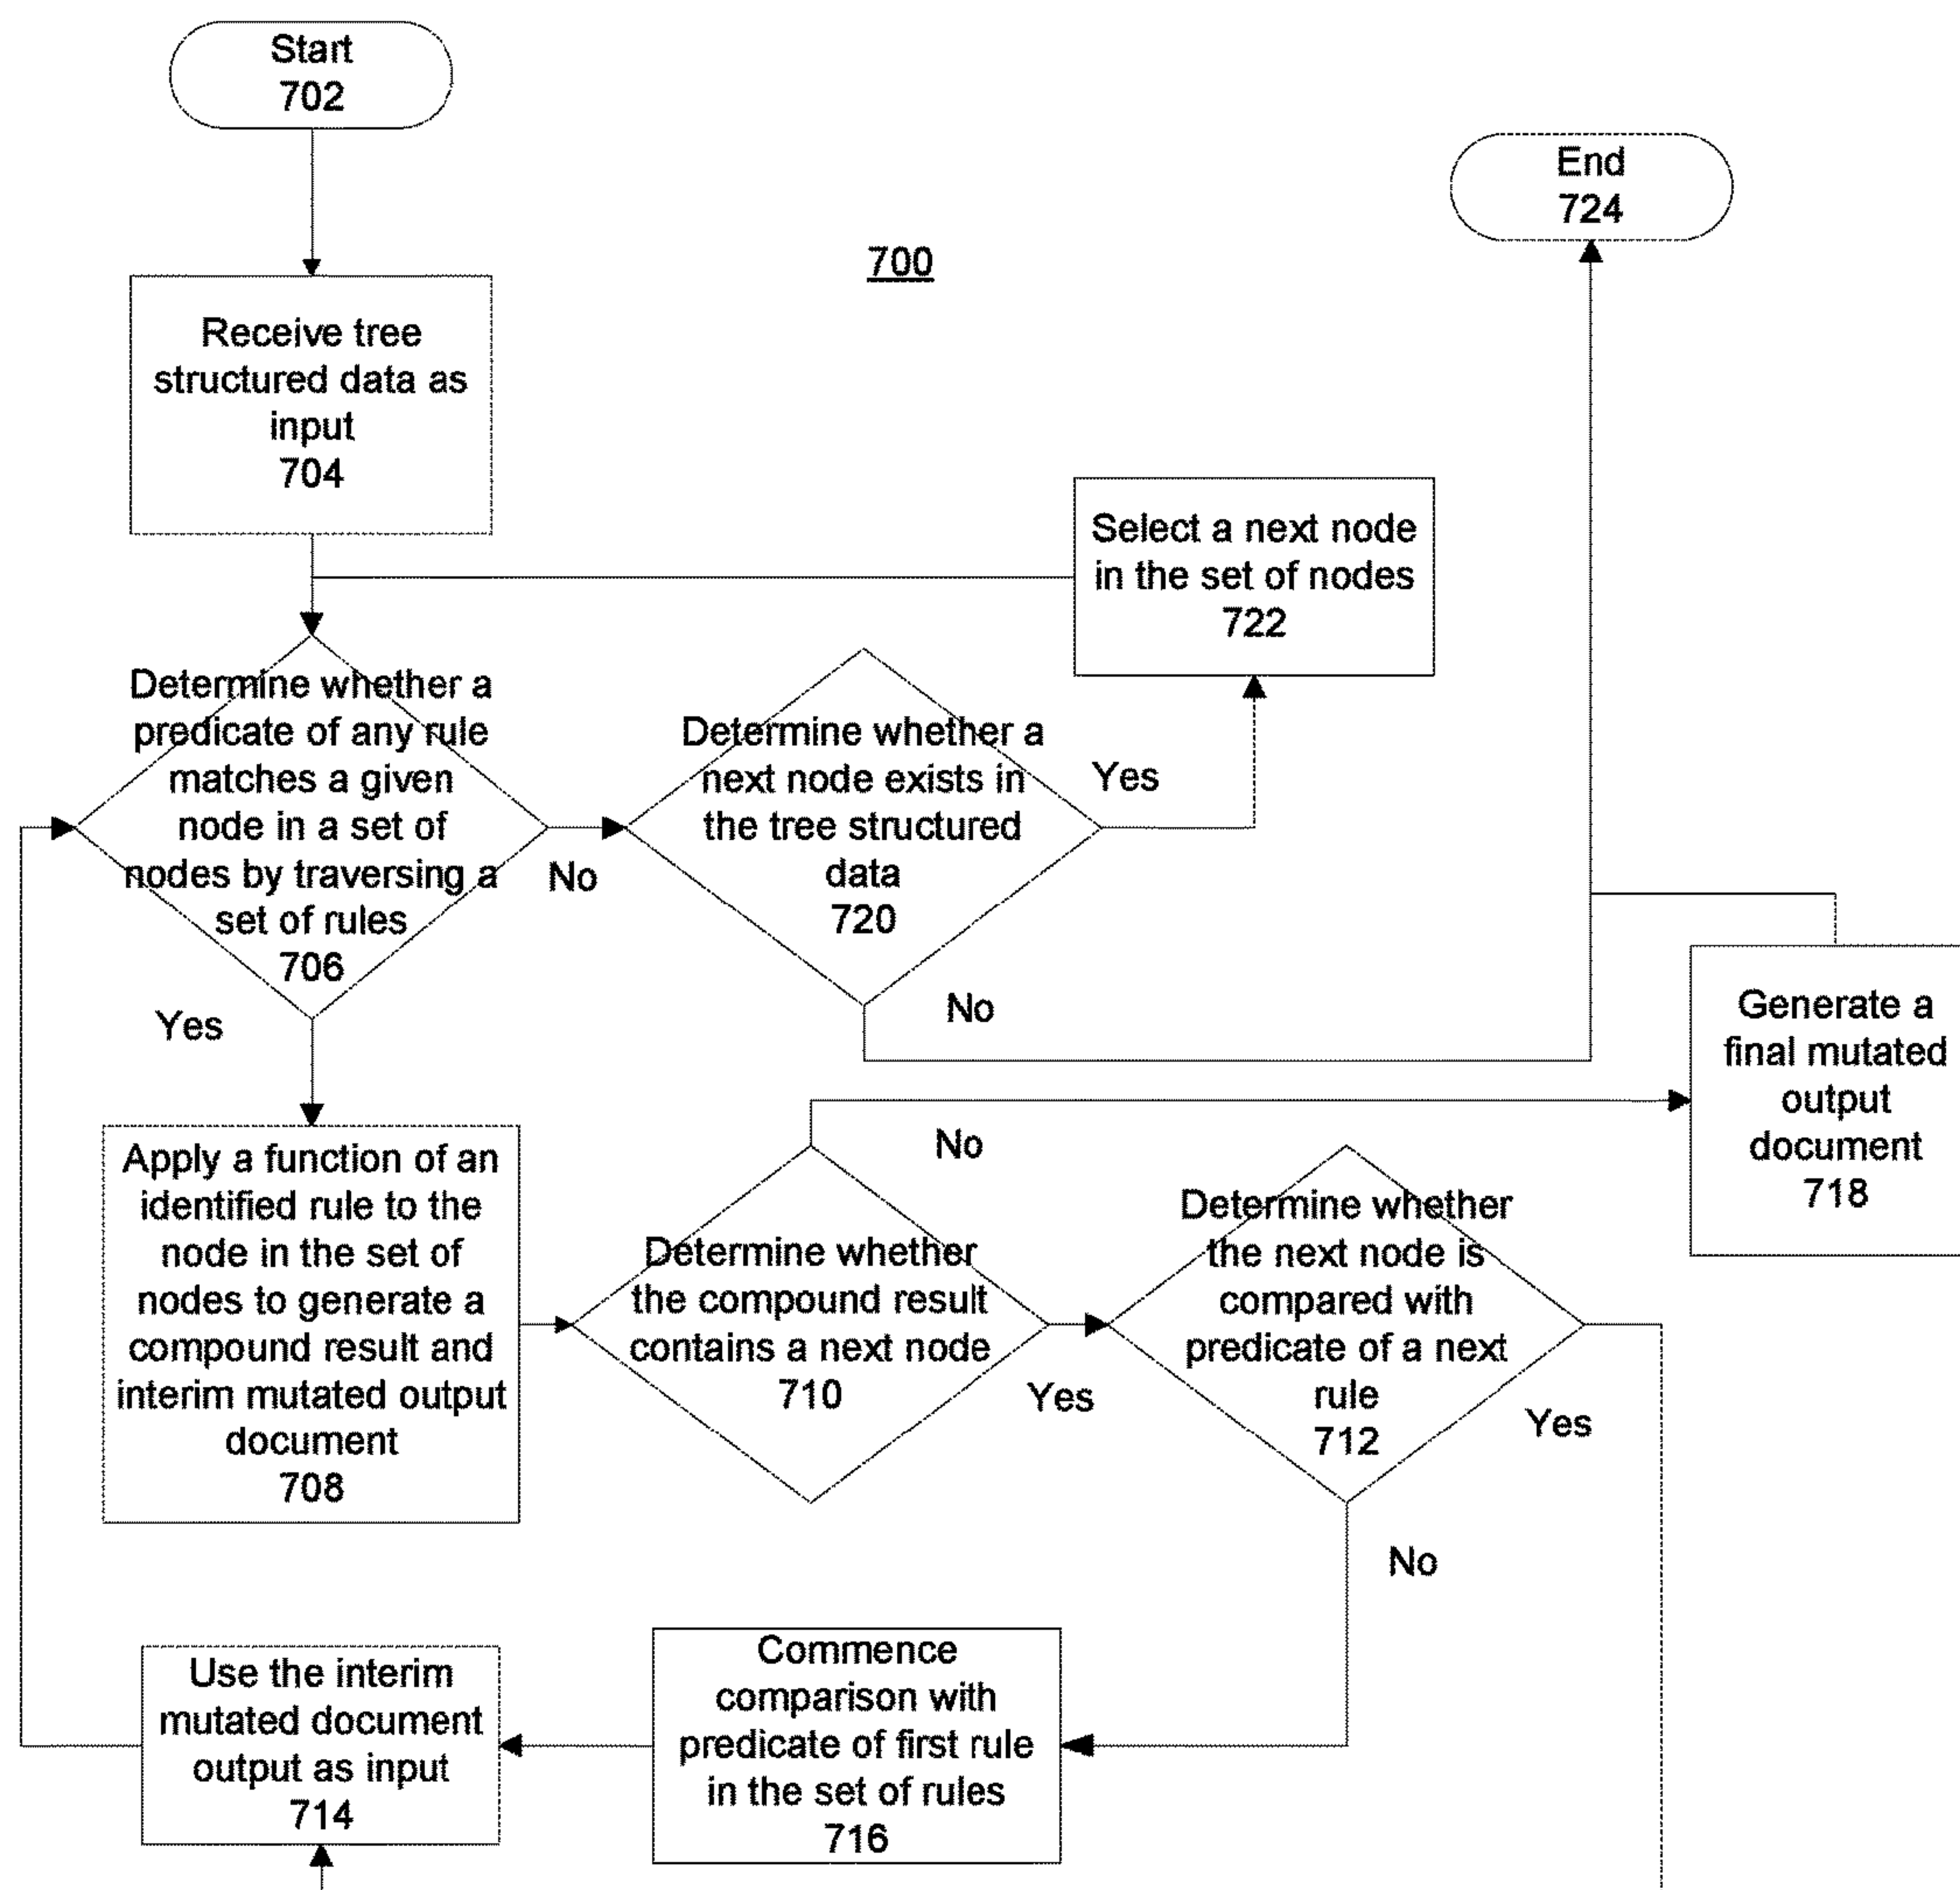 Start
702
End
724
700
Receive tree
structured data as
input
704
Select a next node
in the set of nodes
722
Determine whether a
predicate of any rule
matches a given
node in a set of
nodes by traversing a
set of rules
706
No
Yes
Determine whether a
next node exists in
the tree structured
data
720
Yes
No
Generate a
final mutated
output
document
718
Apply a function of an
identified rule to the
node in the set of
nodes to generate a
compound result and
interim mutated output
document
708
Determine whether
the compound result
contains a next node
710
No
Yes
Determine whether
the next node is
compared with
predicate of a next
rule
712
Yes
No
Use the interim
mutated document
output as input
714
Commence
comparison with
predicate of first rule
in the set of rules
716